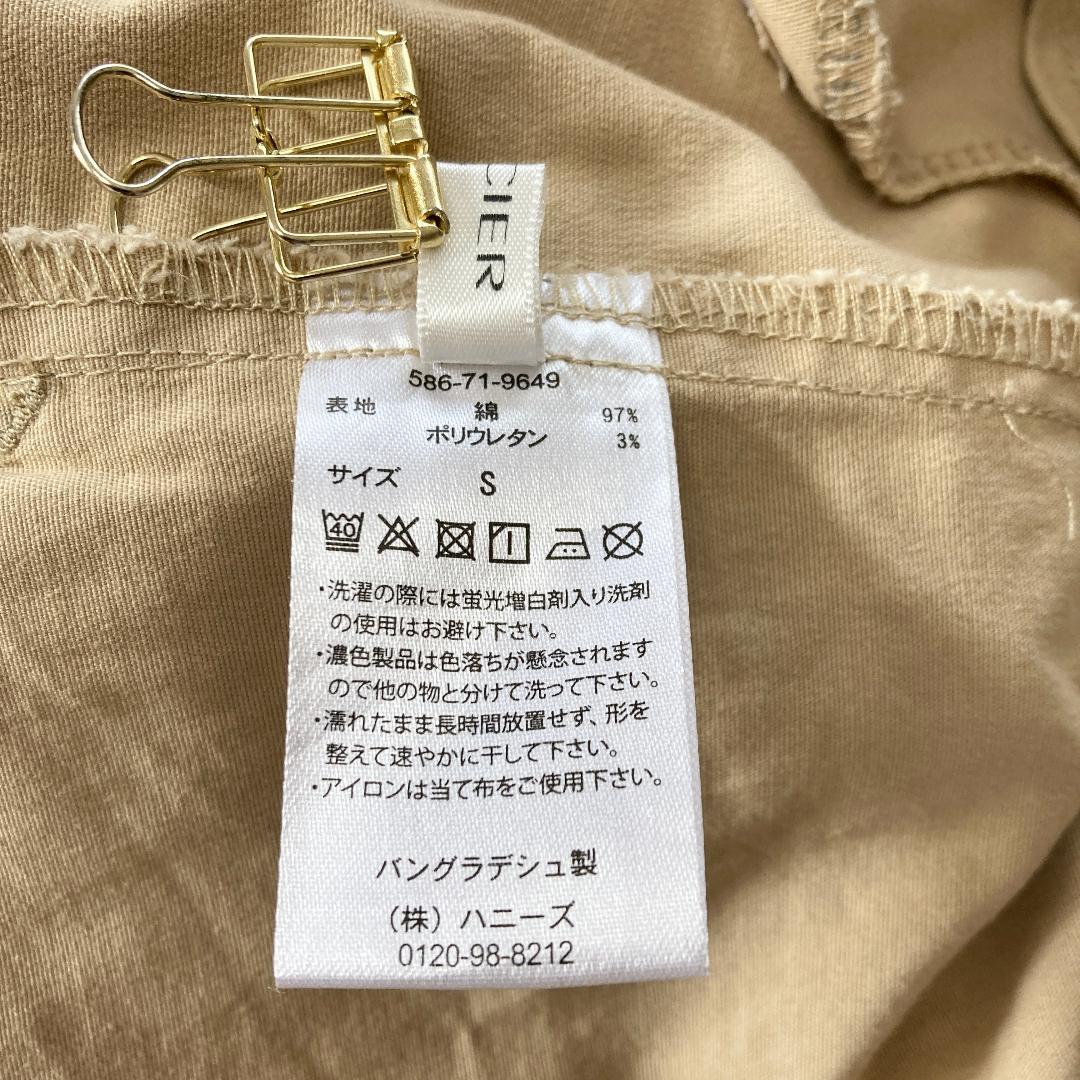 CIER
586-71-9649
表地 綿 97%
ポリウレタン 3%
サイズ S
40
・洗濯の際には蛍光増白剤入り洗剤
の使用はお避け下さい。
・濃色製品は色落ちが懸念されます
ので他の物と分けて洗って下さい。
・濡れたまま長時間放置せず、形を
整えて速やかに干して下さい。
・アイロンは当て布をご使用下さい。
バングラデシュ製
（株）ハニーズ
0120-98-8212